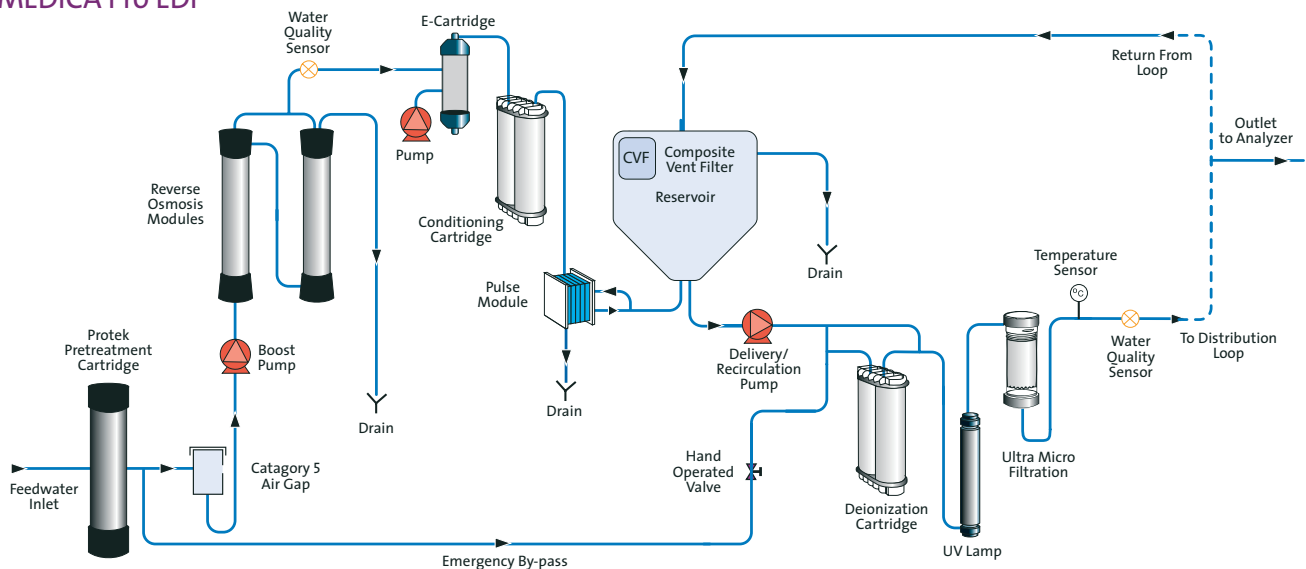 MEDICA Pro EDI
Water
Quality
Sensor
E-Cartridge
Return From
Loop
Outlet
to Analyzer
Pump
CVF
Composite
Vent Filter
Reservoir
Reverse
Osmosis
Modules
Conditioning
Cartridge
Drain
Temperature
Sensor
°C
Pulse
Module
Protek
Pretreatment
Cartridge
Boost
Pump
Delivery/
Recirculation
Pump
Water
Quality
Sensor
To Distribution
Loop
Drain
Drain
Catagory 5
Air Gap
Hand
Operated
Valve
Ultra Micro
Filtration
Feedwater
Inlet
Deionization
Cartridge
UV Lamp
Emergency By-pass